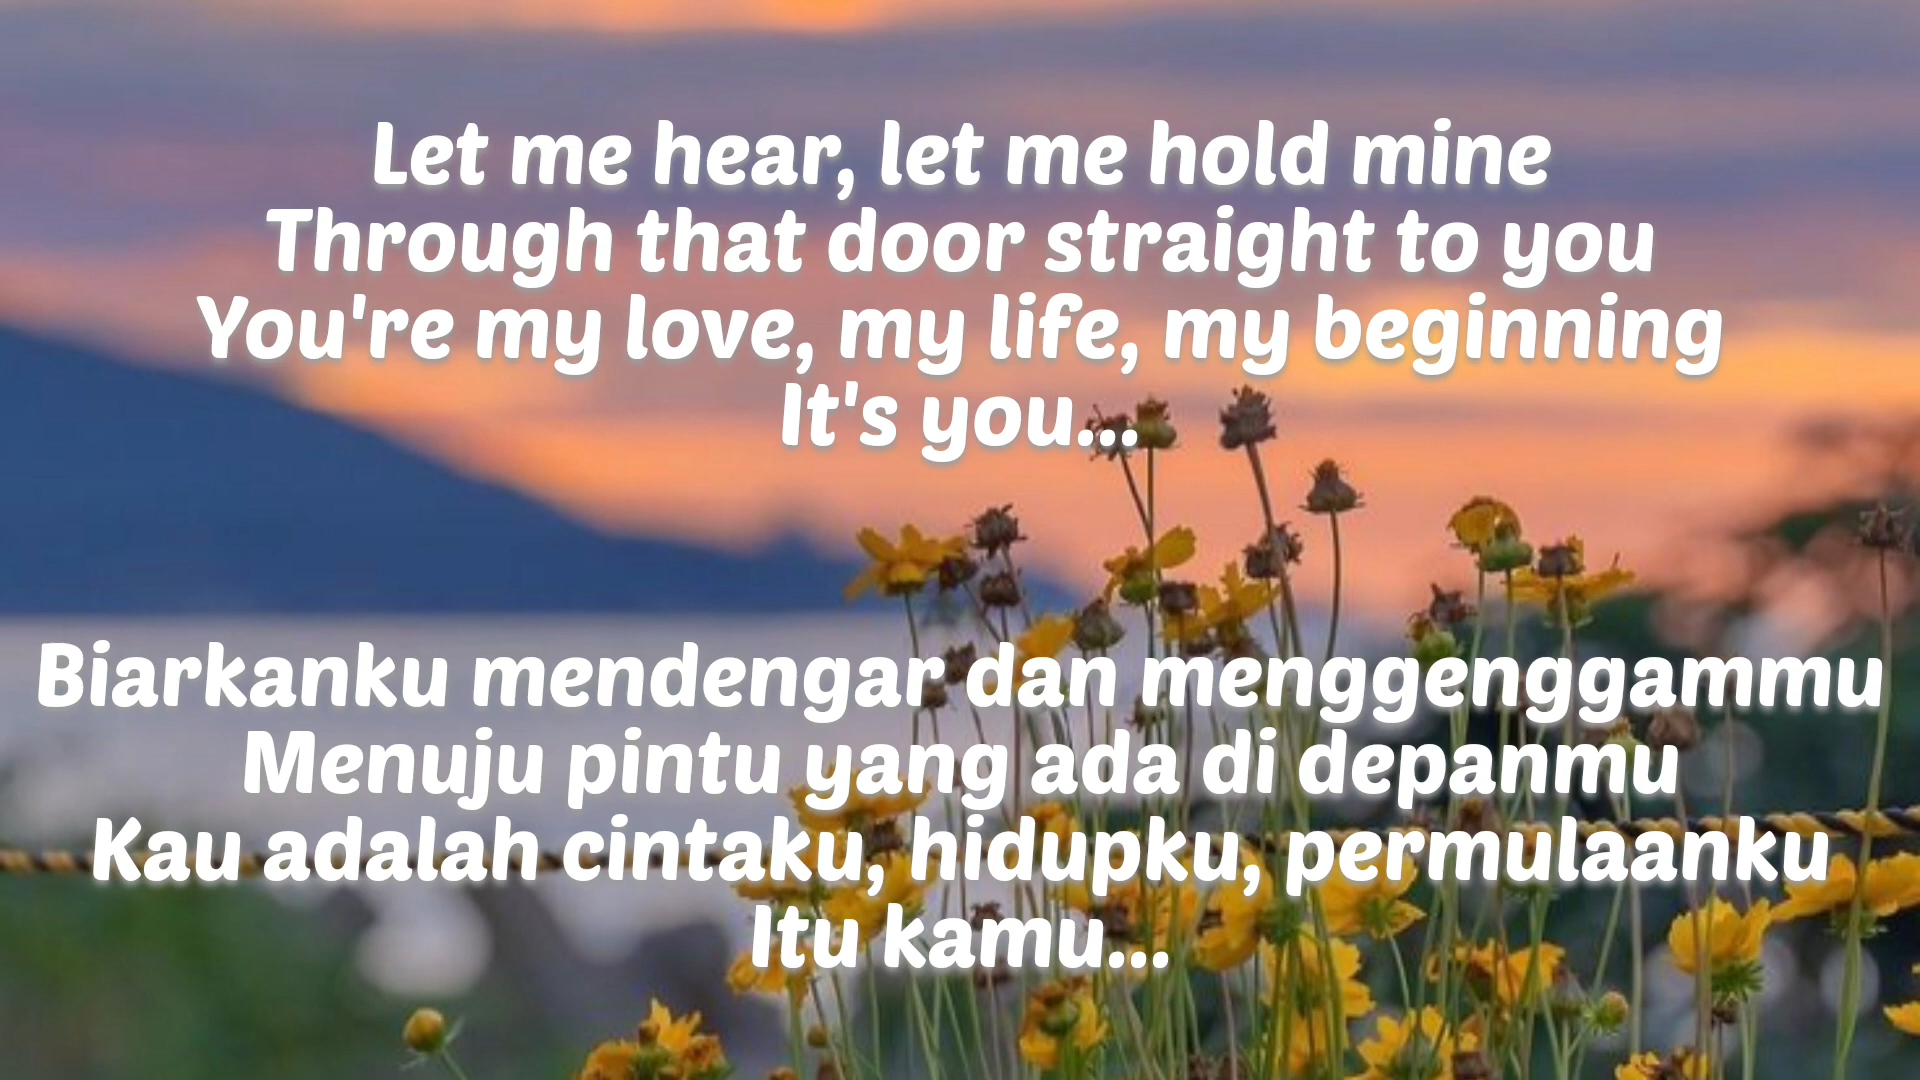 Let me hear, let me hold mine
Through that door straight to you
You're my love, my life, my beginning
It's you...
Biarkanku mendengar dan menggenggammu
Menuju pintu yang ada di depanmu
Kau adalah cintaku, hidupku, permulaanku
Itu kamu...